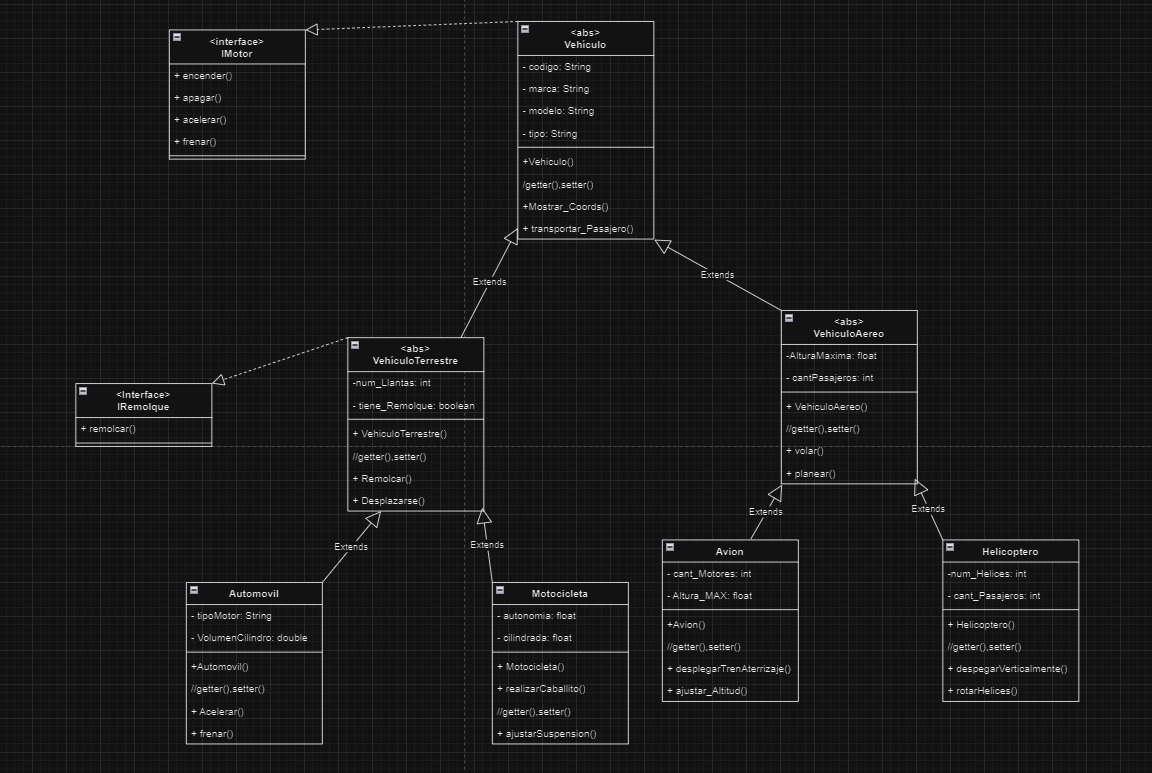 <interface>
IMotor
+ encender()
+ apagar()
+ acelerar()
+ frenar()
<abs>
Vehículo
- codigo: String
- marca: String
- modelo: String
- tipo: String
+Vehiculo()
/getter(),setter()
+Mostrar_Coords()
+ transportar_Pasajero()
Extends
Extends
<Interface>
IRemolque
+ remolcar()
<abs>
VehiculoTerrestre
-num_Llantas: int
- tiene_Remolque: boolean
+ VehiculoTerrestre()
//getter(),setter()
+ Remolcar()
+ Desplazarse()
<abs>
VehiculoAereo
-AlturaMaxima: float
- cantPasajeros: int
+ VehiculoAereo()
//getter(),setter()
+ volar()
+ planear()
Extends
Extends
Extends
Extends
Automovil
- tipoMotor: String
- VolumenCilindro: double
+Automovil()
//getter(),setter()
+ Acelerar()
+ frenar()
Motocicleta
- autonomia: float
- cilindrada: float
+ Motocicleta()
+ realizarCaballito()
//getter(),setter()
+ ajustarSuspension()
Avion
- cant_Motores: int
- Altura_MAX: float
+Avion()
//getter(),setter()
+ desplegarTrenAterrizaje()
+ ajustar_Altitud()
Helicoptero
-num_Helices: int
- cant_Pasajeros: int
+ Helicoptero()
//getter(),setter()
+ despegarVerticalmente()
+ rotarHelices()